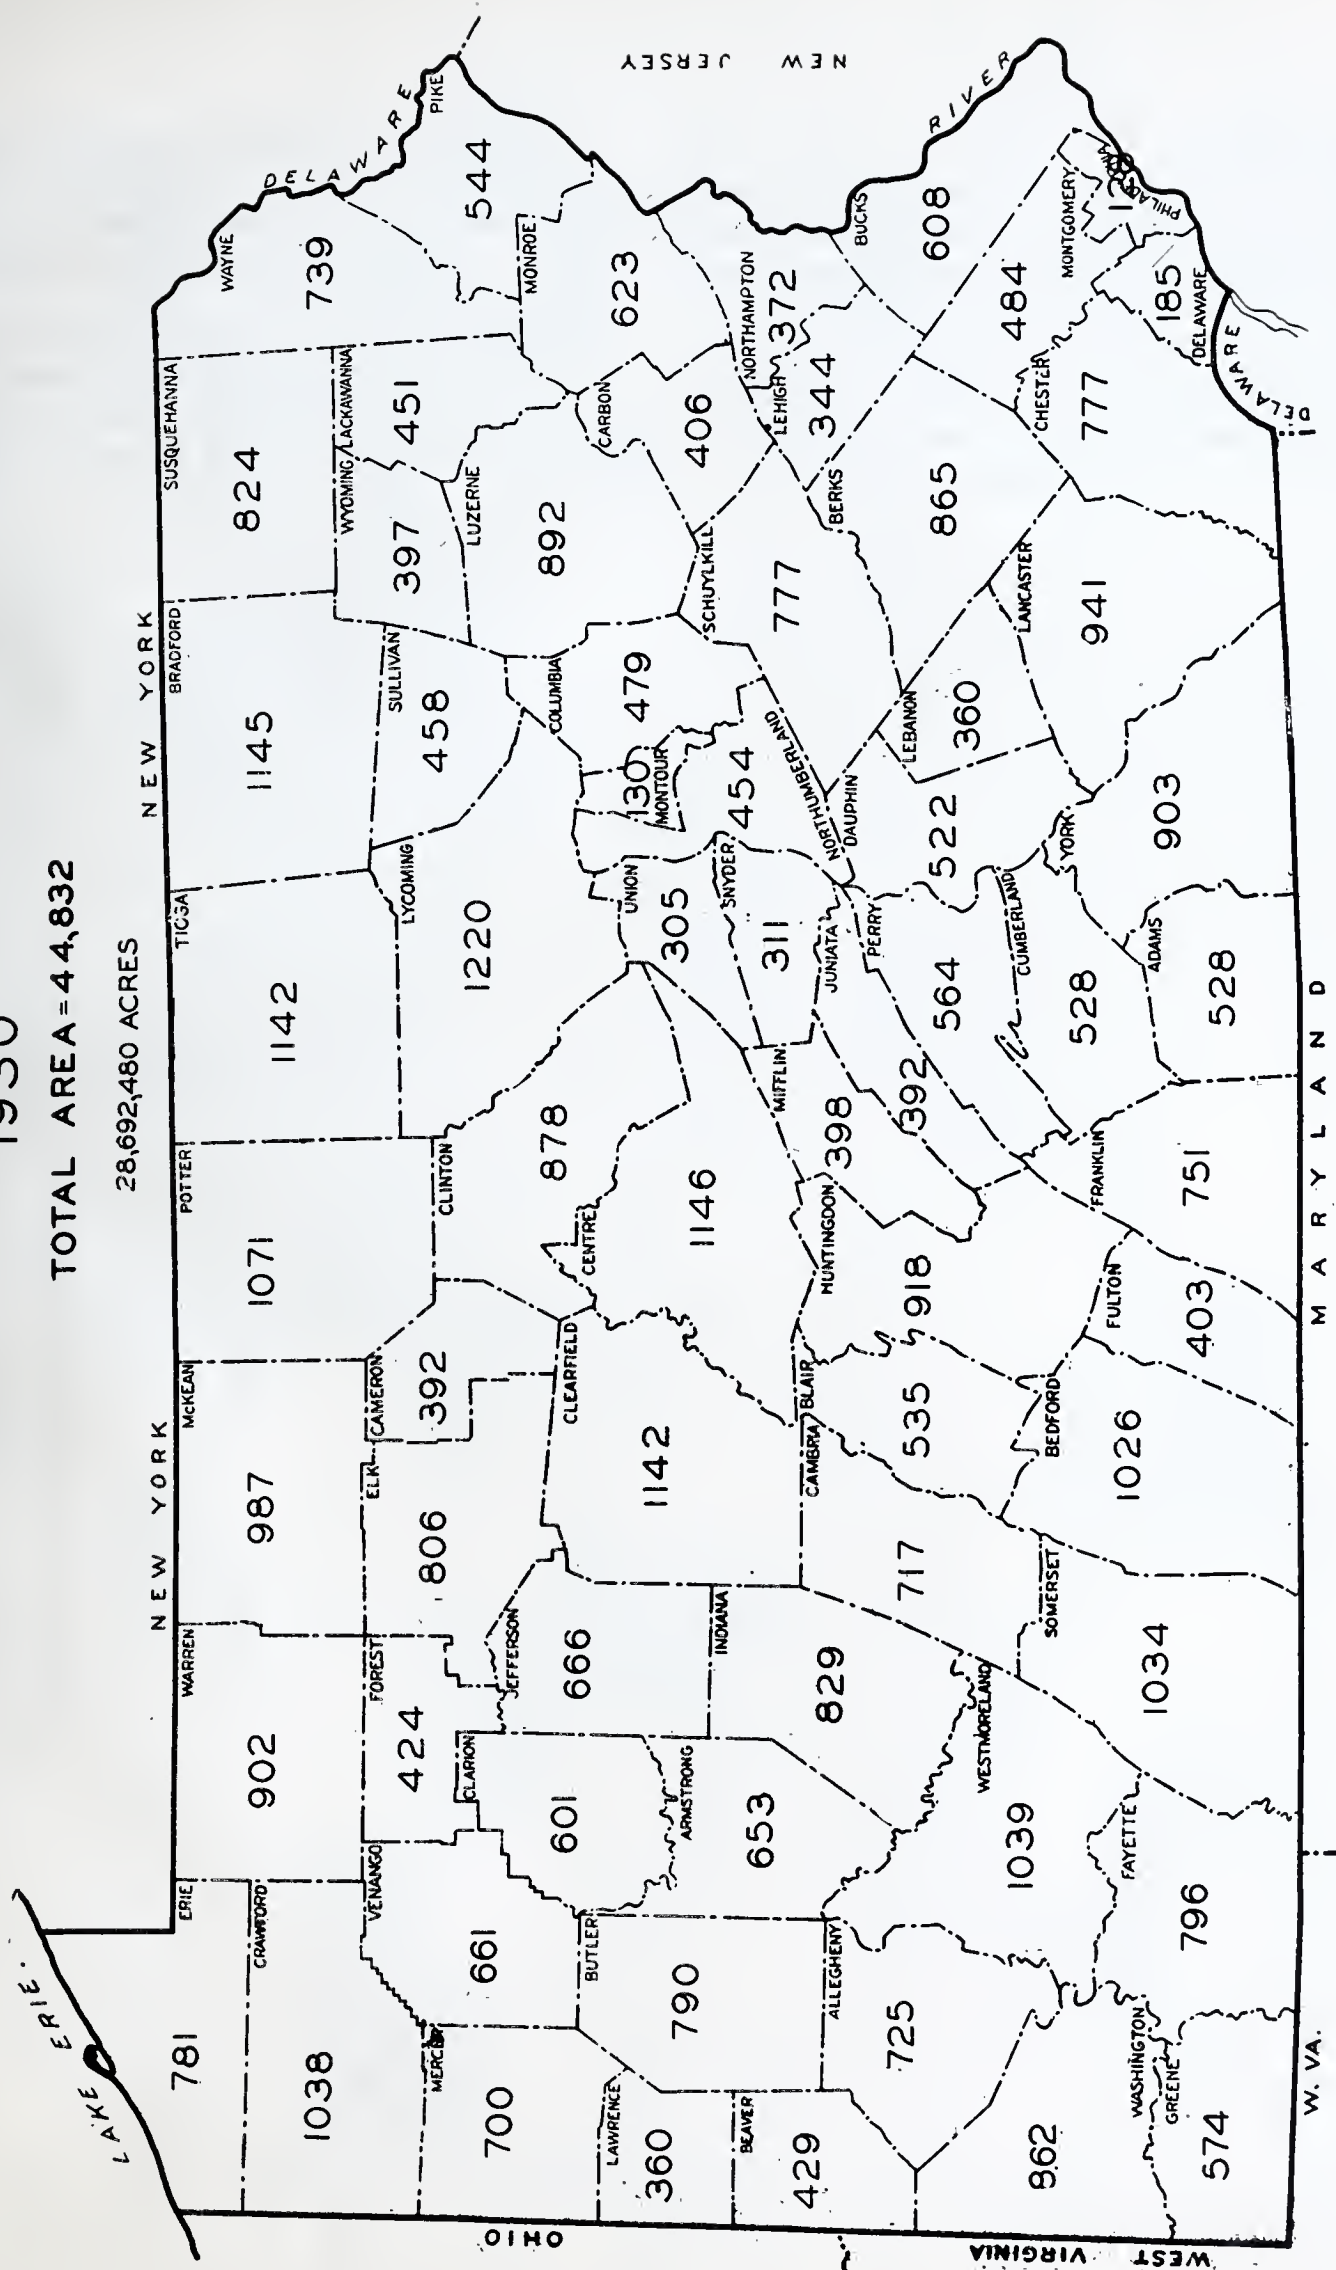 1930
TOTAL AREA = 44,832
28,692,480 ACRES
NEW YORK
NEW YORK
LAKE ERIE.
DELAWARE
RIVER
NEW JERSEY
DELAWARE
MARYLAND
W. VA.
WEST VIRGINIA
OHIO
ERIE
781
CRAWFORD
1038
WARREN
902
McKEAN
987
POTTER
1071
TIOGA
1142
BRADFORD
1145
SUSQUEHANNA
824
WAYNE
739
PIKE
544
MERCER
700
VENANGO
661
FOREST
424
ELK
806
CAMERON
392
CLINTON
878
LYCOMING
1220
SULLIVAN
458
WYOMING
397
LACKAWANNA
451
LUZERNE
892
MONROE
623
LAWRENCE
360
BUTLER
790
CLARION
601
JEFFERSON
666
CLEARFIELD
1142
CENTRE
1146
UNION
305
MONTOUR
130
COLUMBIA
479
CARBON
406
NORTHAMPTON
372
BEAVER
429
ARMSTRONG
653
INDIANA
829
CAMBRIA
717
BLAIR
535
HUNTINGDON
918
MIFFLIN
398
JUNIATA
392
SNYDER
311
NORTHUMBERLAND
454
SCHUYLKILL
777
LEHIGH
344
BUCKS
608
ALLEGHENY
725
WESTMORELAND
1039
PERRY
564
DAUPHIN
522
LEBANON
360
BERKS
865
MONTGOMERY
484
WASHINGTON
862
GREENE
574
FAYETTE
796
SOMERSET
1034
BEDFORD
1026
FULTON
403
FRANKLIN
751
CUMBERLAND
528
ADAMS
528
YORK
903
LANCASTER
941
CHESTER
777
DELAWARE
185